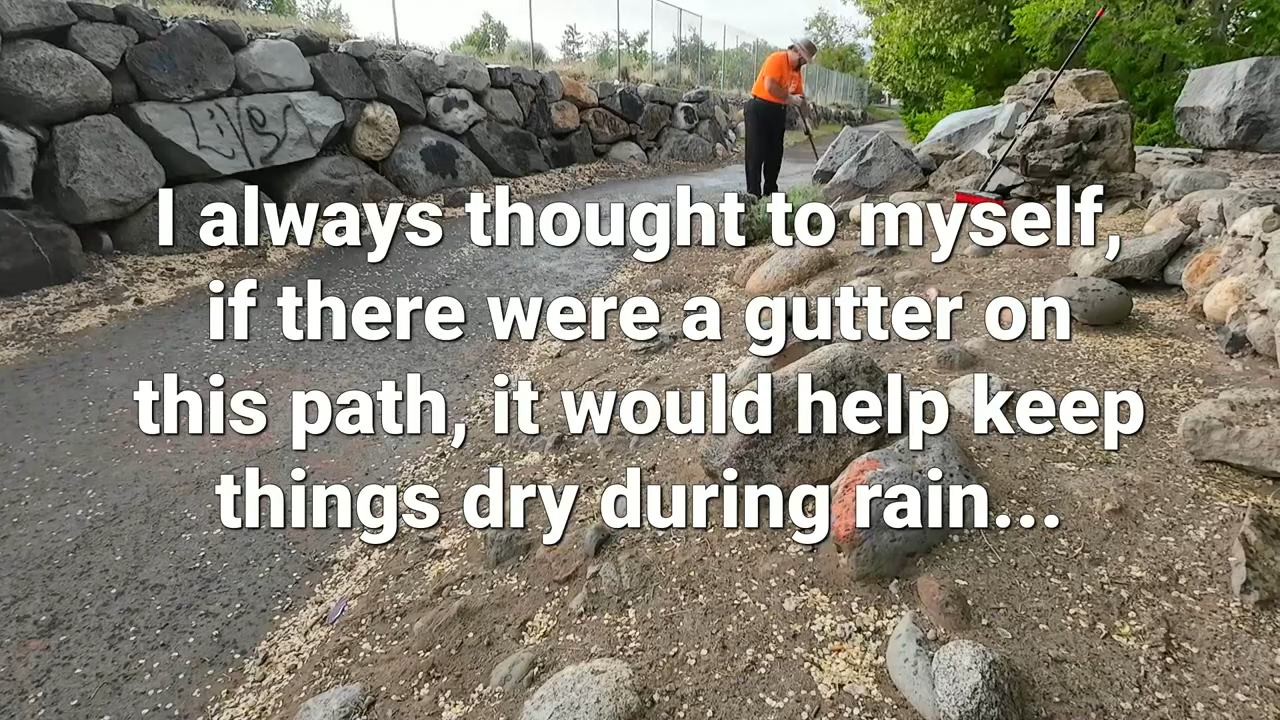 I always thought to myself,
if there were a gutter on
this path, it would help keep
things dry during rain...